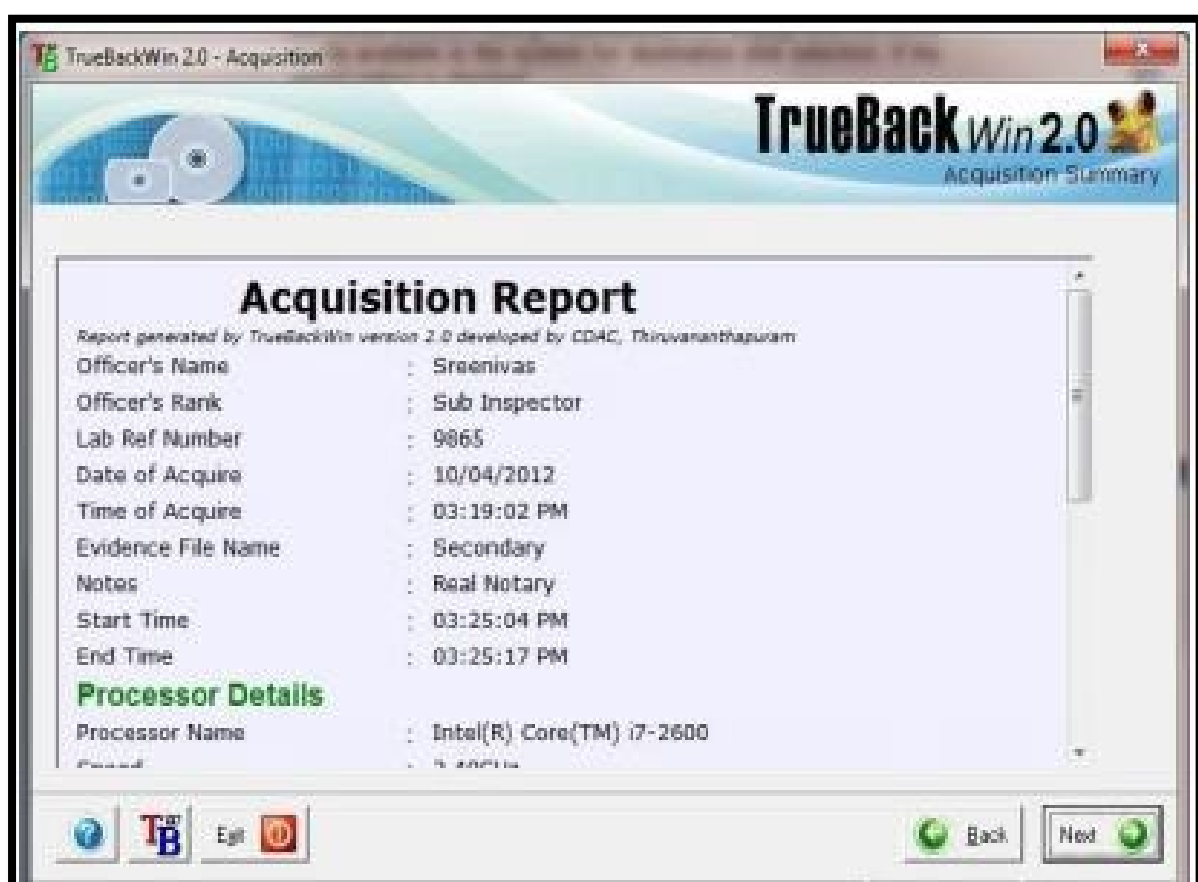 TrueBackWin 2.0 - Acquisition
TrueBack Win 2.0
Acquisition Summary
Acquisition Report
Report generated by TrueBackWin version 2.0 developed by CDAC, Thiruvananthapuram
Officer's Name : Sreenivas
Officer's Rank : Sub Inspector
Lab Ref Number : 9865
Date of Acquire : 10/04/2012
Time of Acquire : 03:19:02 PM
Evidence File Name : Secondary
Notes : Real Notary
Start Time : 03:25:04 PM
End Time : 03:25:17 PM
Processor Details
Processor Name : Intel(R) Core(TM) i7-2600
TB Exit Back Next